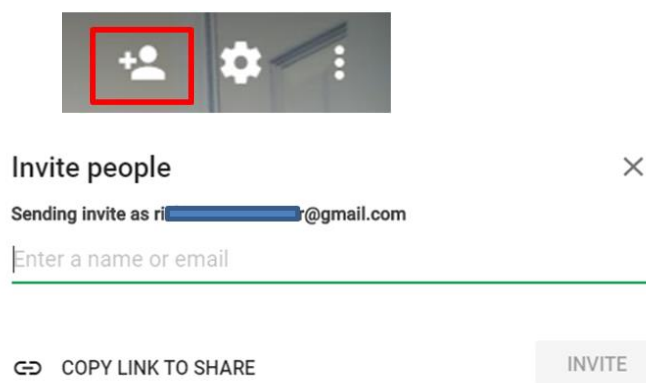 Invite people
Sending invite as ri r@gmail.com
Enter a name or email
COPY LINK TO SHARE
INVITE